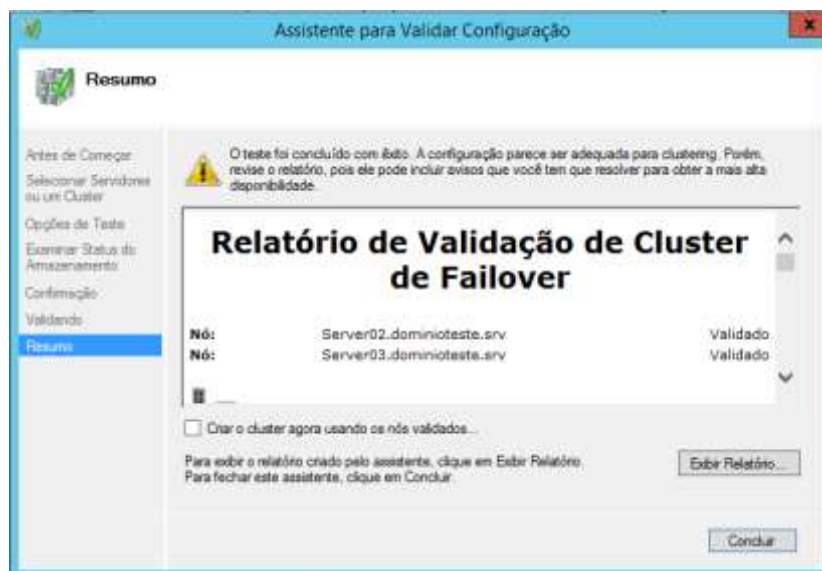 Assistente para Validar Configuração
x
Resumo
Antes de Começar
Selecionar Servidores
ou um Cluster
Opções de Teste
Examinar Status do
Armazenamento
Confirmação
Validando
Resumo
O teste foi concluído com êxito. A configuração parece ser adequada para clustering. Porém,
revise o relatório, pois ele pode incluir avisos que você tem que resolver para obter a mais alta
disponibilidade.
Relatório de Validação de Cluster
de Failover
Nó: Server02.dominioteste.srv Validado
Nó: Server03.dominioteste.srv Validado
Criar o cluster agora usando os nós validados...
Para exibir o relatório criado pelo assistente, clique em Exibir Relatório.
Para fechar este assistente, clique em Concluir.
Exibir Relatório...
Concluir